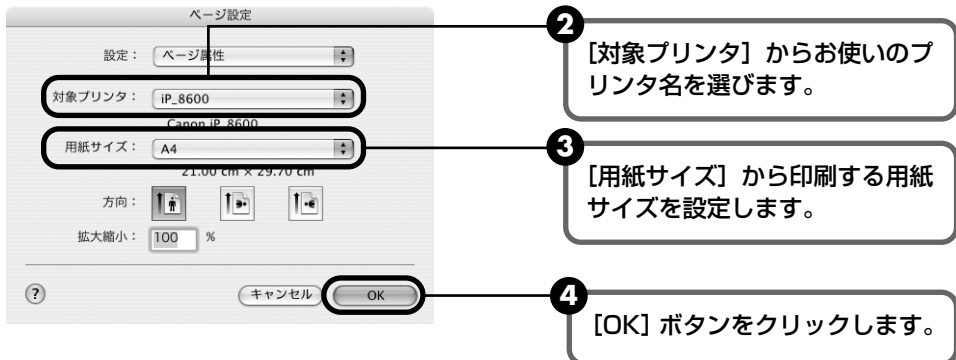 ページ設定
設定： ページ属性
対象プリンタ： iP_8600
Canon iP_8600
用紙サイズ： A4
21.00 cm × 29.70 cm
方向：
拡大縮小： 100 %
? キャンセル OK
2
［対象プリンタ］からお使いのプ
リンタ名を選びます。
3
［用紙サイズ］から印刷する用紙
サイズを設定します。
4
［OK］ボタンをクリックします。